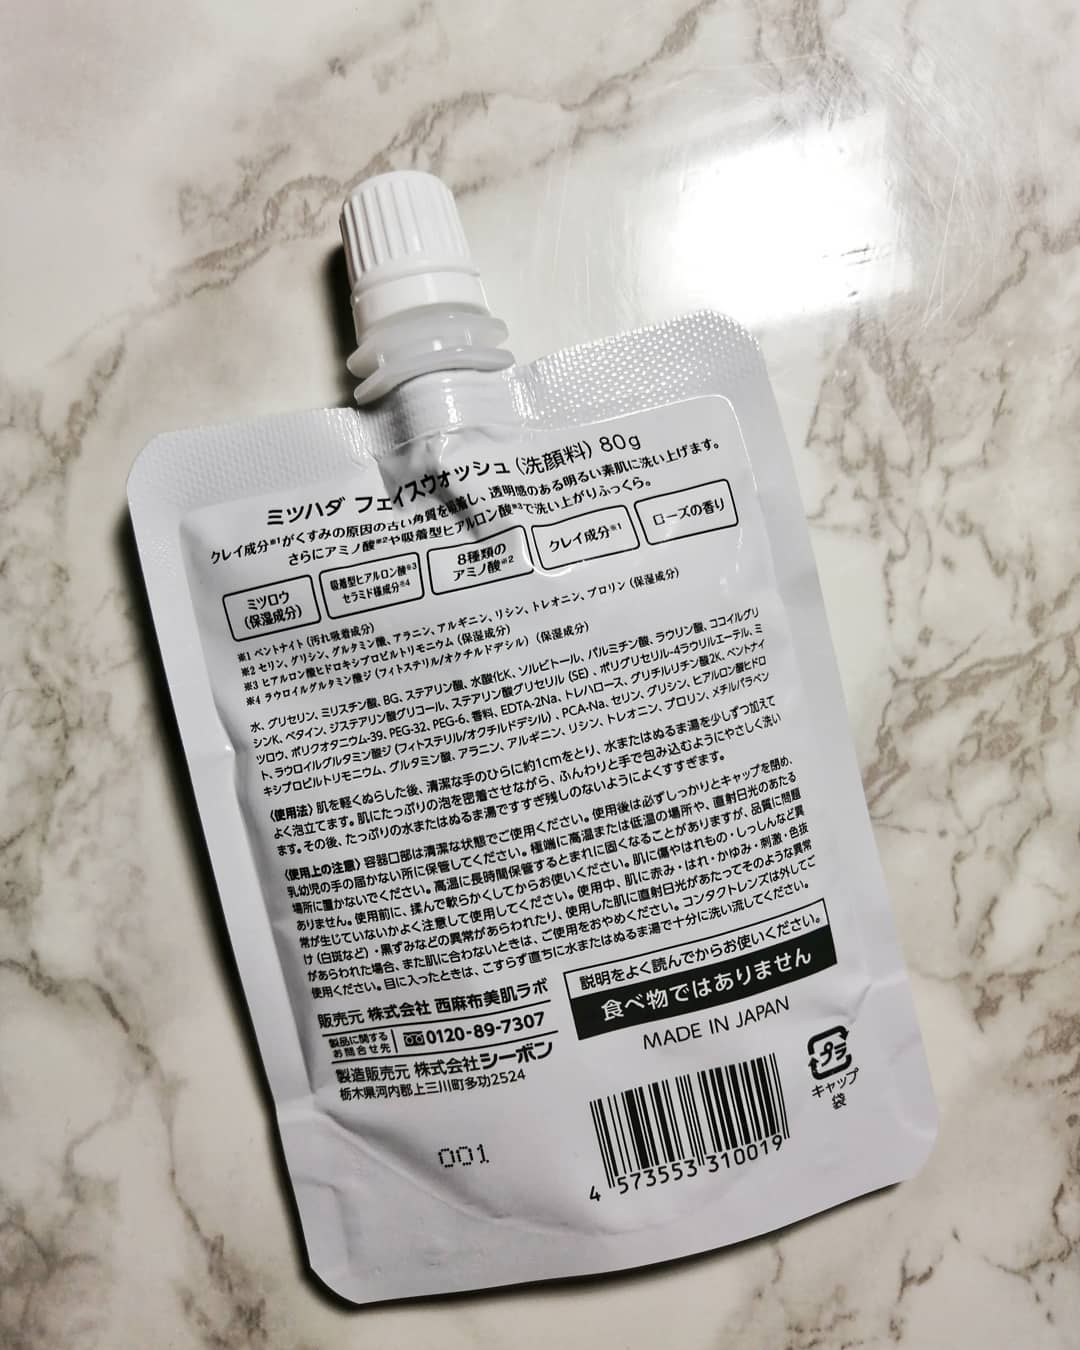 ミツハダ フェイスウォッシュ (洗顔料) 80g
クレイ成分※1がくすみの原因の古い角質を吸着し、透明感のある明るい素肌に洗い上げます。
さらにアミノ酸※2や吸着型ヒアルロン酸※3で洗い上がりふっくら。
ミツロウ
(保湿成分)
吸着型ヒアルロン酸※3
セラミド様成分※4
8種類の
アミノ酸※2
クレイ成分※1
ローズの香り
※1 ベントナイト (汚れ吸着成分)
※2 セリン、グリシン、グルタミン酸、アラニン、アルギニン、リシン、トレオニン、プロリン (保湿成分)
※3 ヒアルロン酸ヒドロキシプロピルトリモニウム (保湿成分)
※4 ラウロイルグルタミン酸ジ (フィトステリル/オクチルドデシル) (保湿成分)
水、グリセリン、ミリスチン酸、BG、ステアリン酸、水酸化K、ソルビトール、パルミチン酸、ラウリン酸、ココイルグリ
シンK、ベタイン、ジステアリン酸グリコール、ステアリン酸グリセリル (SE) 、ポリグリセリル-4ラウリルエーテル、ミ
ツロウ、ポリクオタニウム-39、PEG-32、PEG-6、香料、EDTA-2Na、トレハロース、グリチルリチン酸2K、ベントナイ
ト、ラウロイルグルタミン酸ジ (フィトステリル/オクチルドデシル) 、PCA-Na、セリン、グリシン、ヒアルロン酸ヒドロ
キシプロピルトリモニウム、グルタミン酸、アラニン、アルギニン、リシン、トレオニン、プロリン、メチルパラベン
〈使用法〉肌を軽くぬらした後、清潔な手のひらに約1cmをとり、水またはぬるま湯を少しずつ加えて
よく泡立てます。肌にたっぷりの泡を密着させながら、ふんわりと手で包み込むようにやさしく洗い
ます。その後、たっぷりの水またはぬるま湯ですすぎ残しのないようによくすすぎます。
〈使用上の注意〉容器口部は清潔な状態でご使用ください。使用後は必ずしっかりとキャップを閉め、
乳幼児の手の届かない所に保管してください。極端に高温または低温の場所や、直射日光のあたる
場所に置かないでください。高温に長時間保管するとまれに固くなることがありますが、品質に問題
ありません。使用前に、揉んで軟らかくしてからお使いください。肌に傷やはれもの・しっしんなど異
常が生じていないかよく注意して使用してください。使用中、肌に赤み・はれ・かゆみ・刺激・色抜
け(白斑など)・黒ずみなどの異常があらわれたり、使用した肌に直射日光があたってそのような異常
があらわれた場合、また肌に合わないときは、ご使用をおやめください。コンタクトレンズは外してご
使用ください。目に入ったときは、こすらず直ちに水またはぬるま湯で十分に洗い流してください。
販売元 株式会社 西麻布美肌ラボ
製品に関する
お問合せ先
0120-89-7307
製造販売元 株式会社シーボン
栃木県河内郡上三川町多功2524
説明をよく読んでからお使いください。
食べ物ではありません
MADE IN JAPAN
プラ
キャップ
袋
001
4 573553 310019